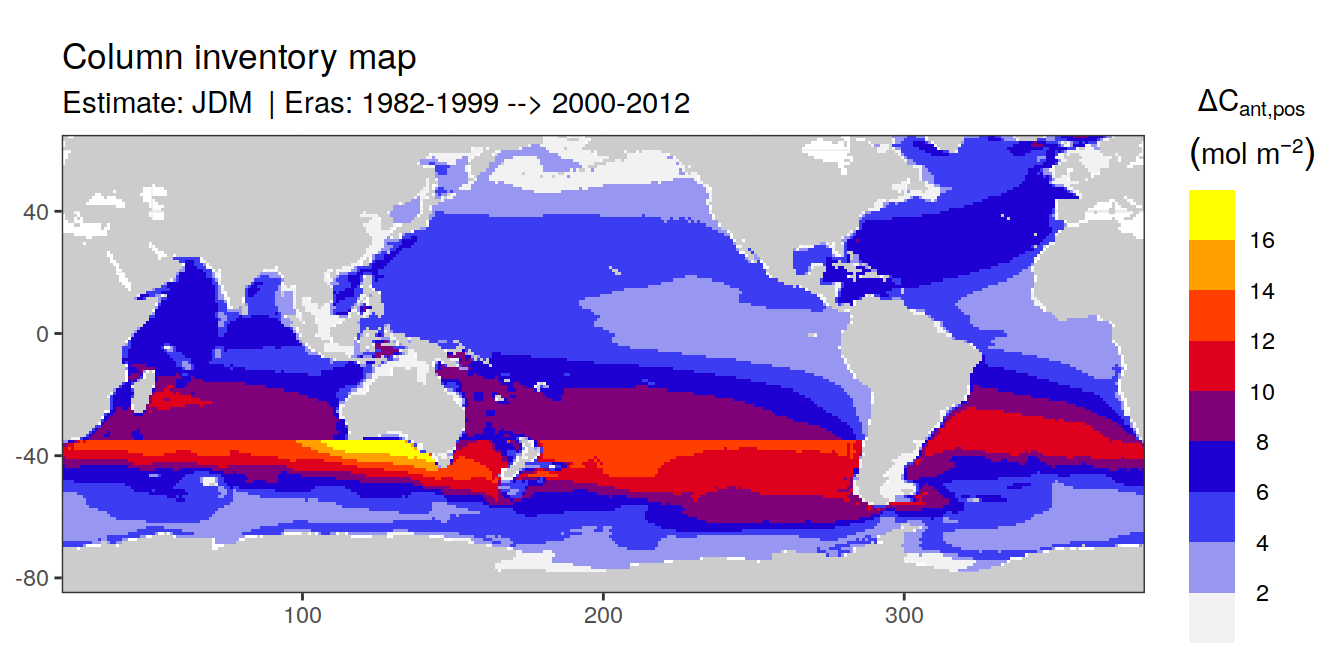 Column inventory map
Estimate: JDM | Eras: 1982-1999 --> 2000-2012
ΔCant,pos
(mol m−2)
16
14
12
10
8
6
4
2
40
0
-40
-80
100 200 300